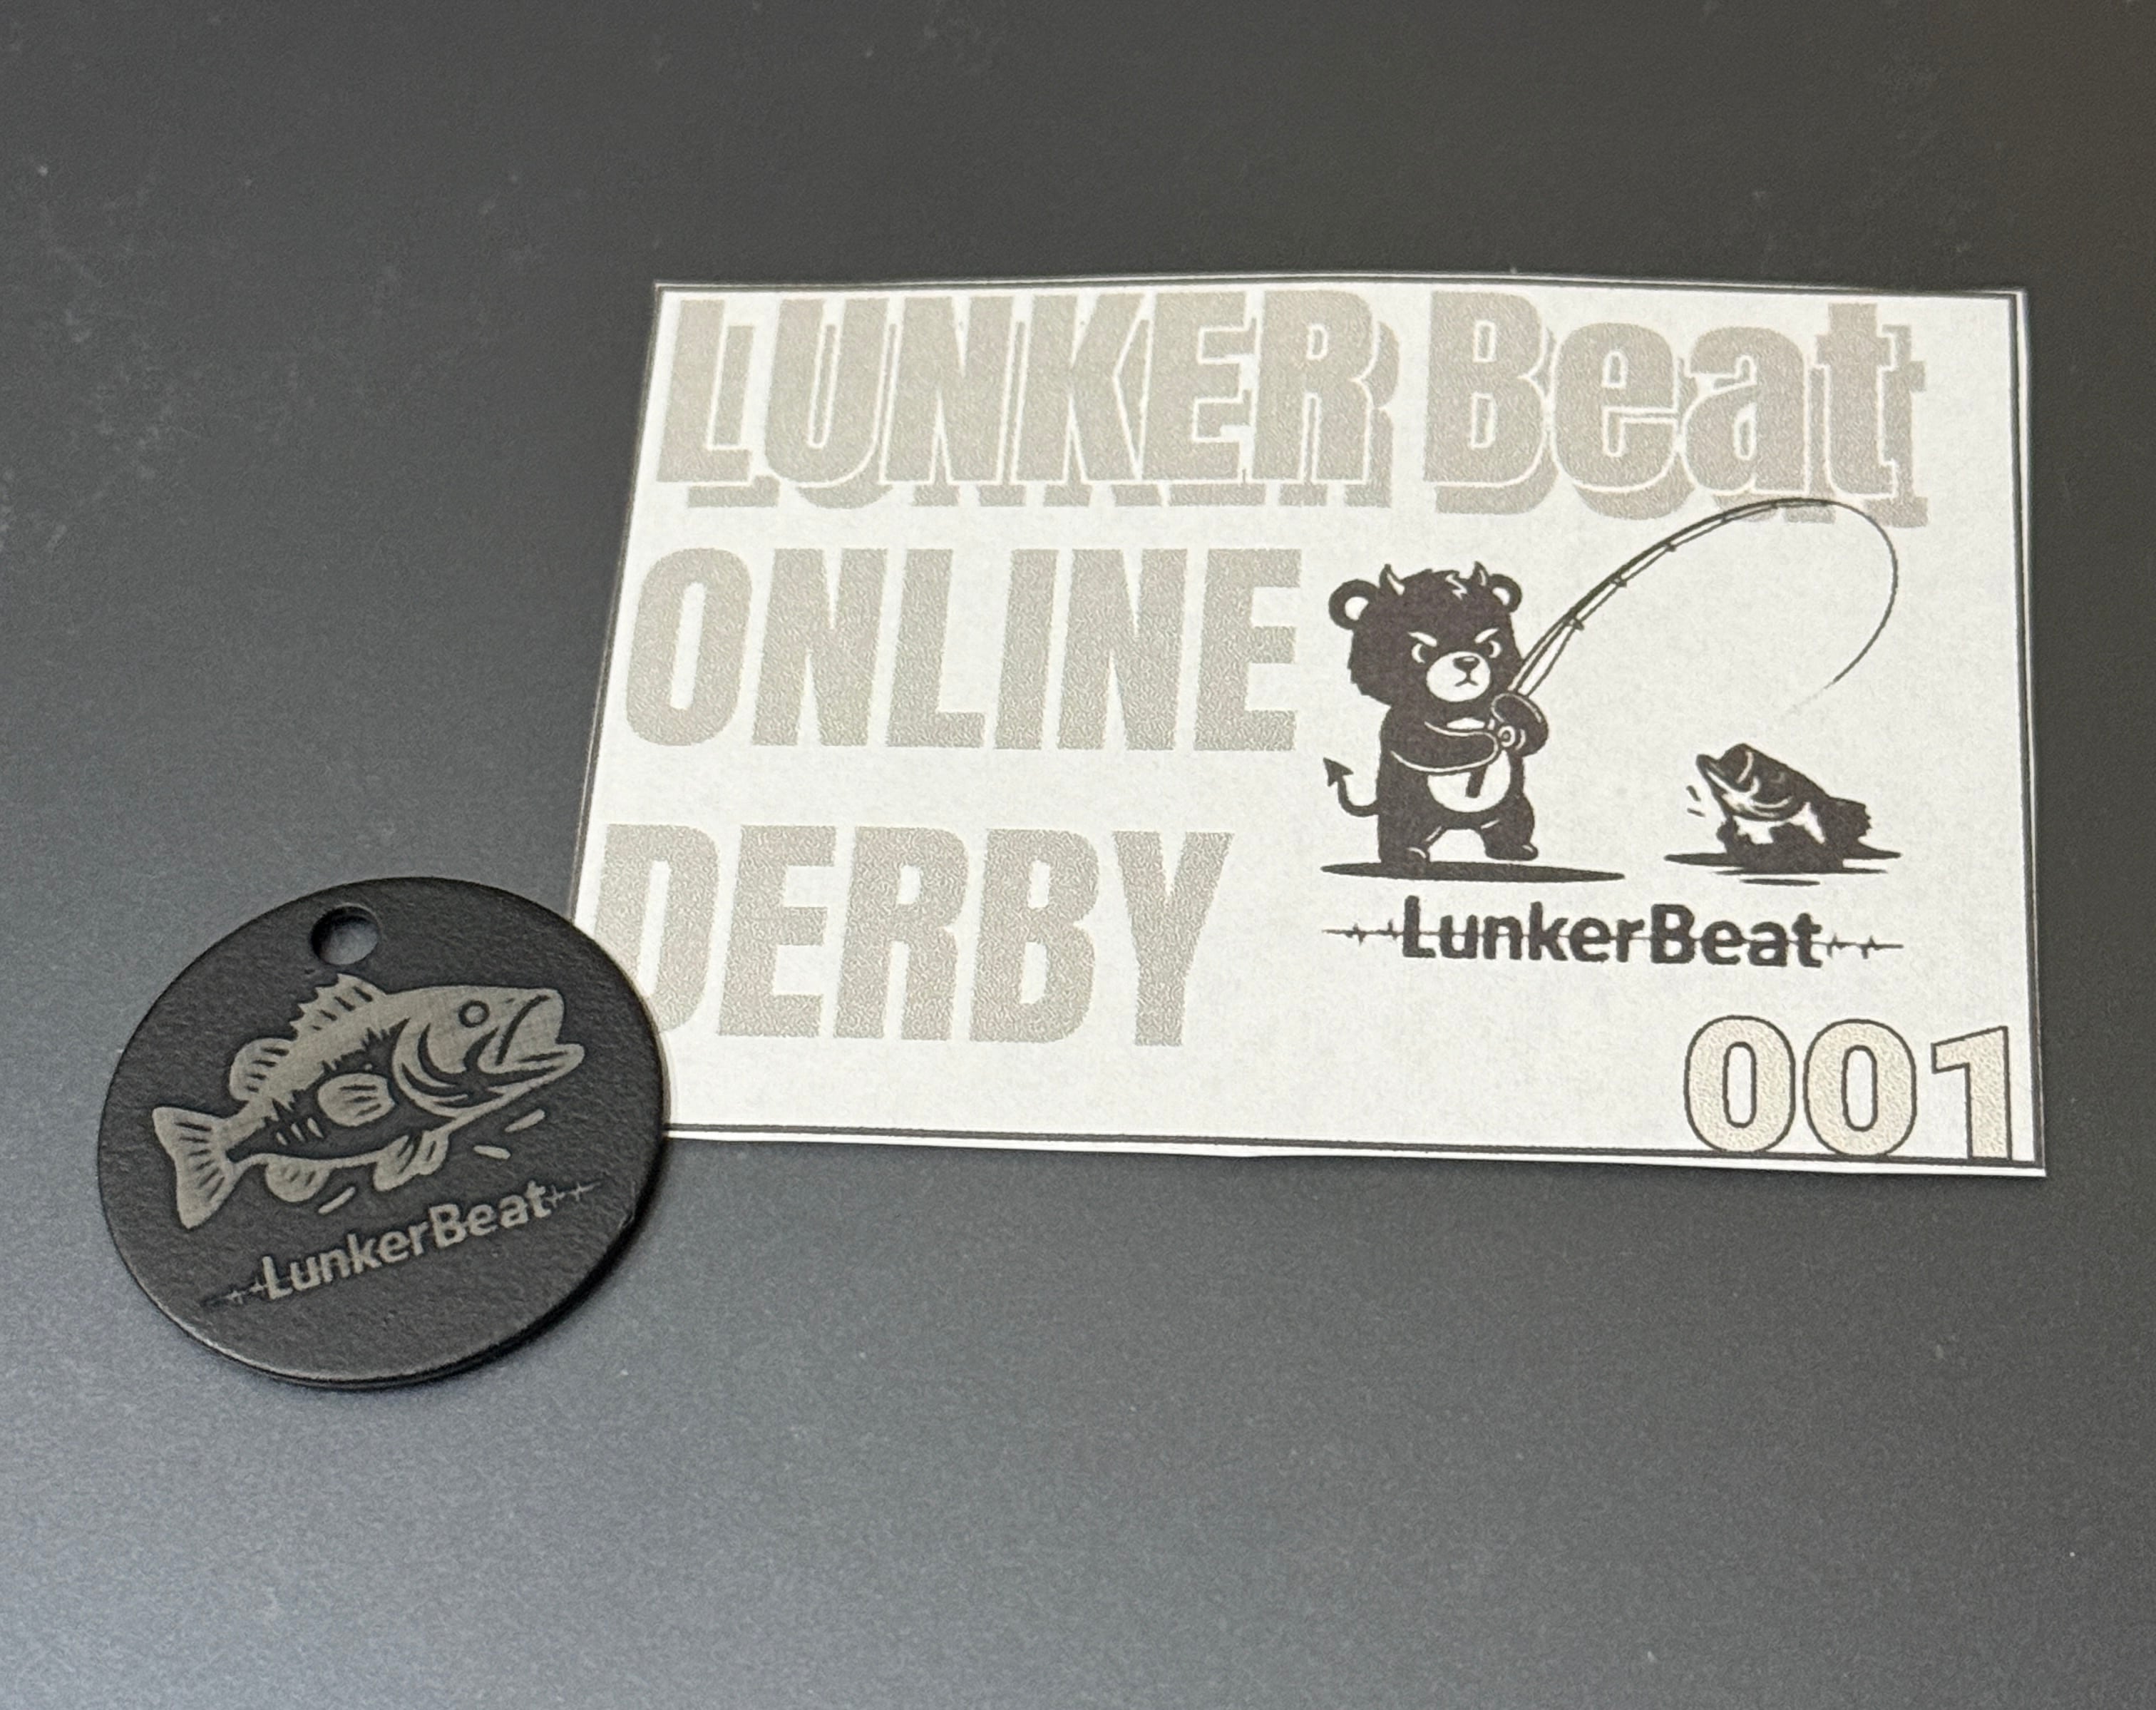 LUNKER Beat
ONLINE
DERBY
LunkerBeat
001
LunkerBeat